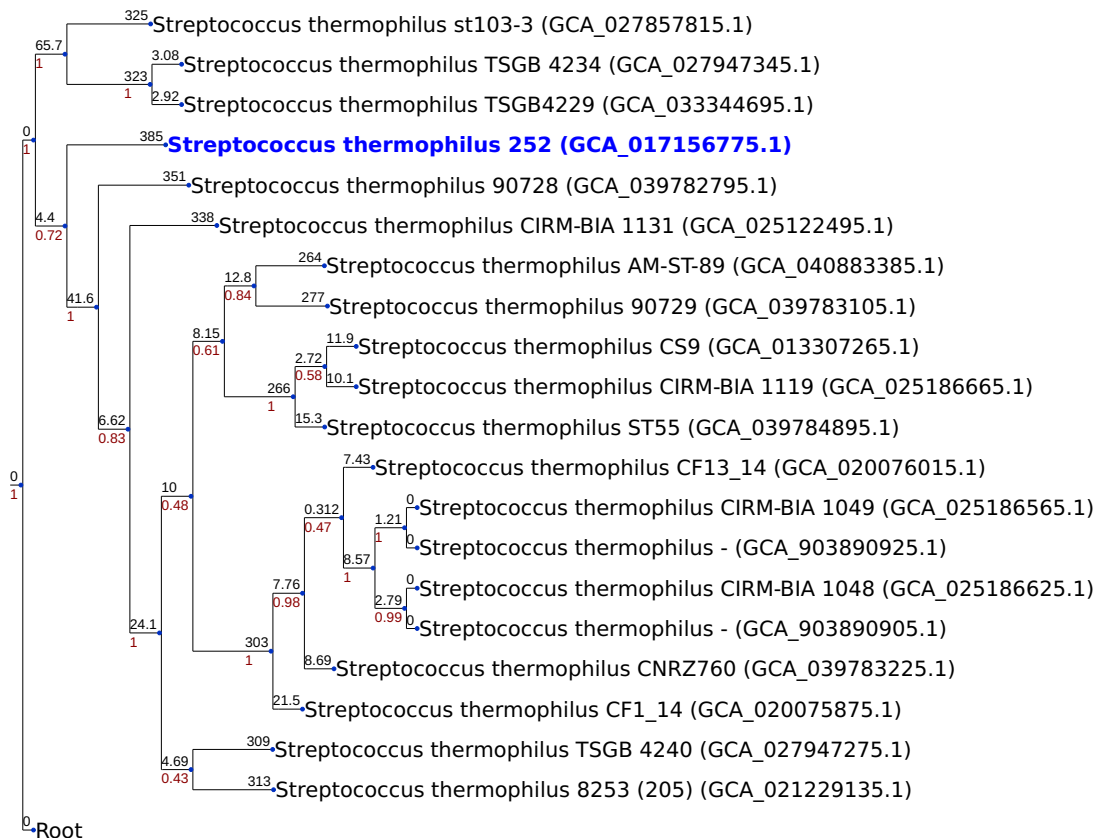 325 Streptococcus thermophilus st103-3 (GCA_027857815.1)
65.7
1
3.08 Streptococcus thermophilus TSGB 4234 (GCA_027947345.1)
323
1
2.92 Streptococcus thermophilus TSGB4229 (GCA_033344695.1)
0
1
385 Streptococcus thermophilus 252 (GCA_017156775.1)
351 Streptococcus thermophilus 90728 (GCA_039782795.1)
4.4
0.72
338 Streptococcus thermophilus CIRM-BIA 1131 (GCA_025122495.1)
264 Streptococcus thermophilus AM-ST-89 (GCA_040883385.1)
12.8
0.84
41.6
1
277 Streptococcus thermophilus 90729 (GCA_039783105.1)
8.15
0.61
11.9 Streptococcus thermophilus CS9 (GCA_013307265.1)
2.72
0.58
10.1 Streptococcus thermophilus CIRM-BIA 1119 (GCA_025186665.1)
266
1
6.62
0.83
15.3 Streptococcus thermophilus ST55 (GCA_039784895.1)
7.43 Streptococcus thermophilus CF13_14 (GCA_020076015.1)
0
1
10
0.48
0 Streptococcus thermophilus CIRM-BIA 1049 (GCA_025186565.1)
0.312
0.47
1.21
1
0 Streptococcus thermophilus - (GCA_903890925.1)
8.57
1
0 Streptococcus thermophilus CIRM-BIA 1048 (GCA_025186625.1)
7.76
0.98
2.79
0.99
0 Streptococcus thermophilus - (GCA_903890905.1)
24.1
1
303
1
8.69 Streptococcus thermophilus CNRZ760 (GCA_039783225.1)
21.5 Streptococcus thermophilus CF1_14 (GCA_020075875.1)
309 Streptococcus thermophilus TSGB 4240 (GCA_027947275.1)
4.69
0.43
313 Streptococcus thermophilus 8253 (205) (GCA_021229135.1)
0 Root